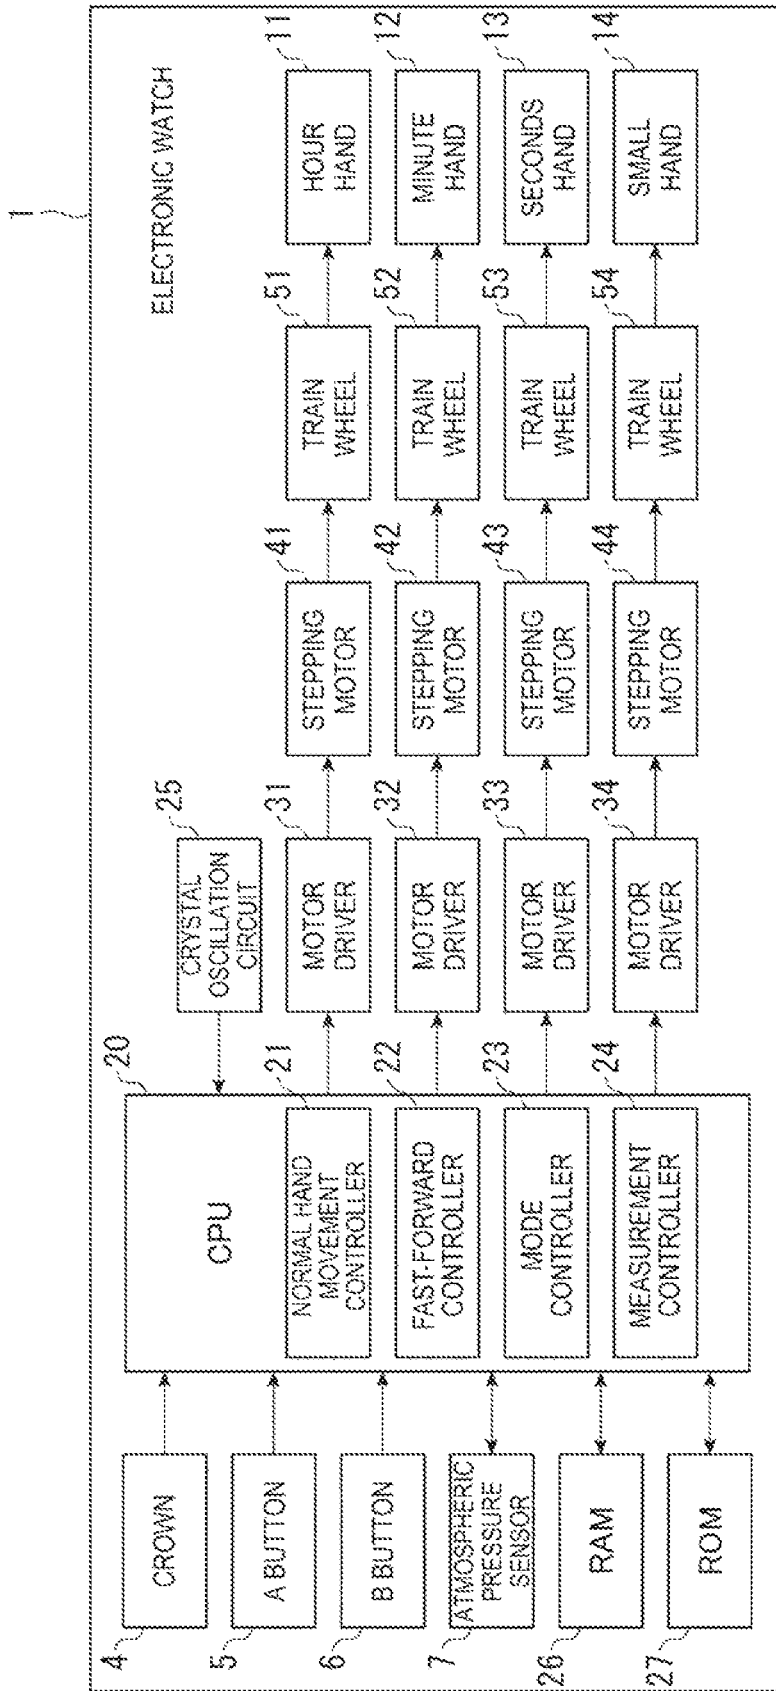 1
ELECTRONIC WATCH
CROWN
4
A BUTTON
5
B BUTTON
6
ATMOSPHERIC
PRESSURE
SENSOR
7
RAM
26
ROM
27
CPU
20
NORMAL HAND
MOVEMENT
CONTROLLER
21
FAST-FORWARD
CONTROLLER
22
MODE
CONTROLLER
23
MEASUREMENT
CONTROLLER
24
CRYSTAL
OSCILLATION
CIRCUIT
25
MOTOR
DRIVER
31
MOTOR
DRIVER
32
MOTOR
DRIVER
33
MOTOR
DRIVER
34
STEPPING
MOTOR
41
STEPPING
MOTOR
42
STEPPING
MOTOR
43
STEPPING
MOTOR
44
TRAIN
WHEEL
51
TRAIN
WHEEL
52
TRAIN
WHEEL
53
TRAIN
WHEEL
54
HOUR
HAND
11
MINUTE
HAND
12
SECONDS
HAND
13
SMALL
HAND
14